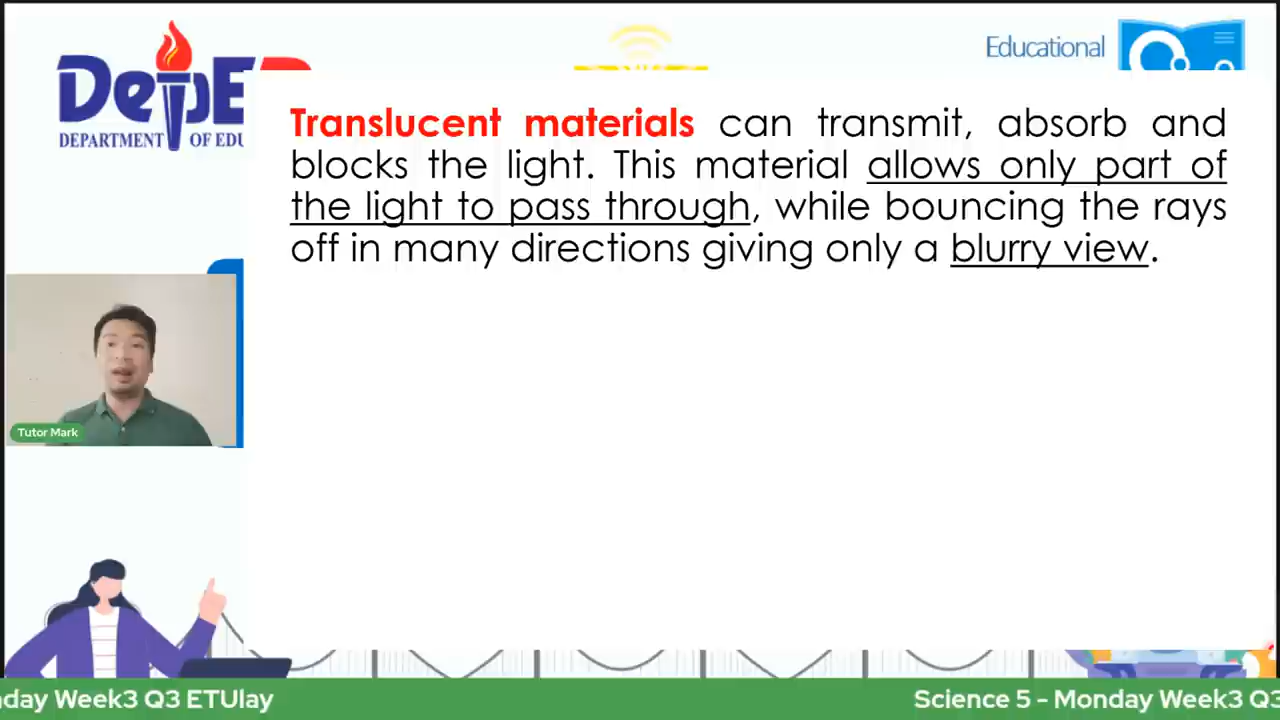 DepE
DEPARTMENT OF EDU
Educational
Translucent materials can transmit, absorb and
blocks the light. This material allows only part of
the light to pass through, while bouncing the rays
off in many directions giving only a blurry view.
Tutor Mark
day Week3 Q3 ETUlay
Science 5 - Monday Week3 Q3